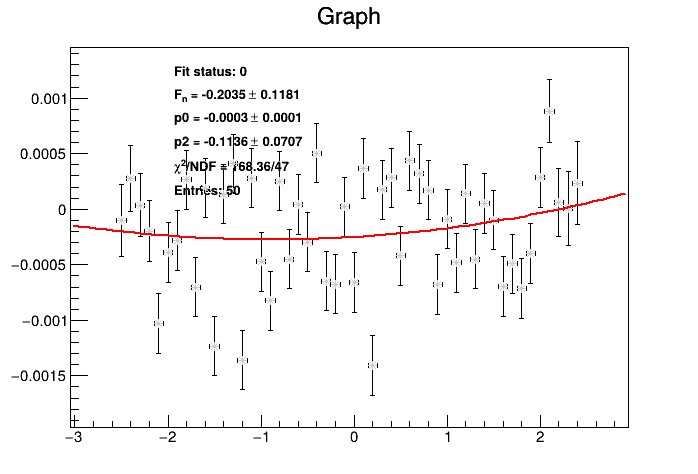 Graph
Fit status: 0
Fn = -0.2035 ± 0.1181
p0 = -0.0003 ± 0.0001
p2 = -0.1136 ± 0.0707
χ²/NDF = 168.36/47
Entries: 50
0.001
0.0005
0
−0.0005
−0.001
−0.0015
−3 −2 −1 0 1 2